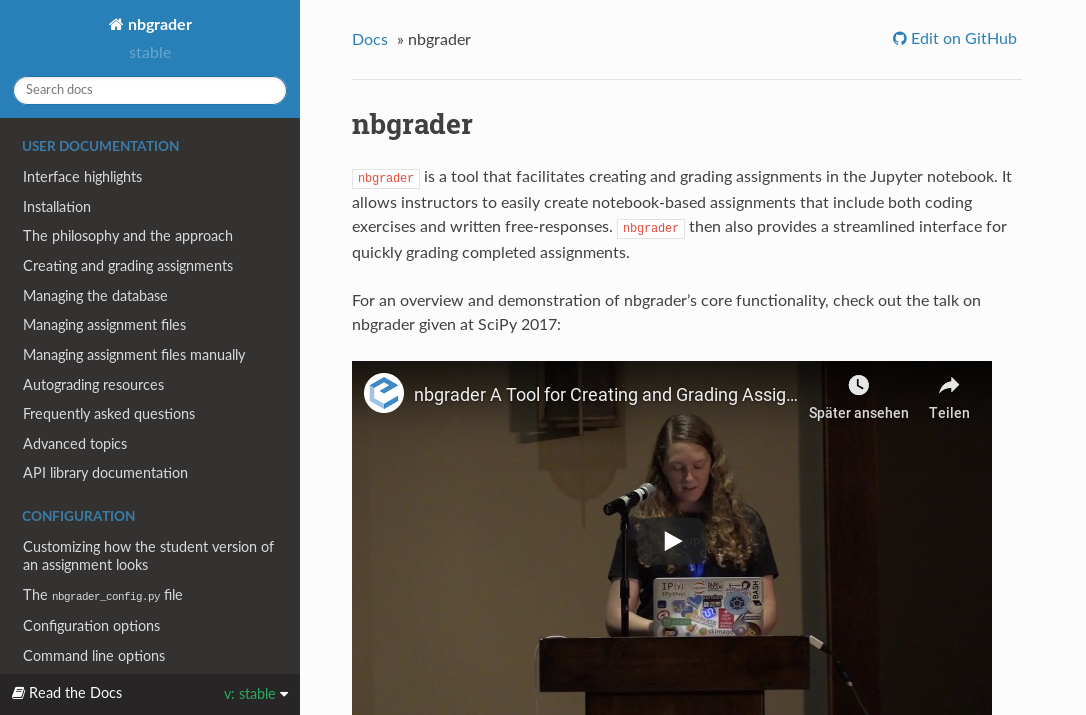 nbgrader
stable
Search docs
USER DOCUMENTATION
Interface highlights
Installation
The philosophy and the approach
Creating and grading assignments
Managing the database
Managing assignment files
Managing assignment files manually
Autograding resources
Frequently asked questions
Advanced topics
API library documentation
CONFIGURATION
Customizing how the student version of
an assignment looks
The nbgrader_config.py file
Configuration options
Command line options
Read the Docs
v: stable
Docs » nbgrader
Edit on GitHub
nbgrader
nbgrader is a tool that facilitates creating and grading assignments in the Jupyter notebook. It
allows instructors to easily create notebook-based assignments that include both coding
exercises and written free-responses. nbgrader then also provides a streamlined interface for
quickly grading completed assignments.
For an overview and demonstration of nbgrader’s core functionality, check out the talk on
nbgrader given at SciPy 2017:
nbgrader A Tool for Creating and Grading Assig...
Später ansehen
Teilen
IP[y]:
IPython
BASH
skimage